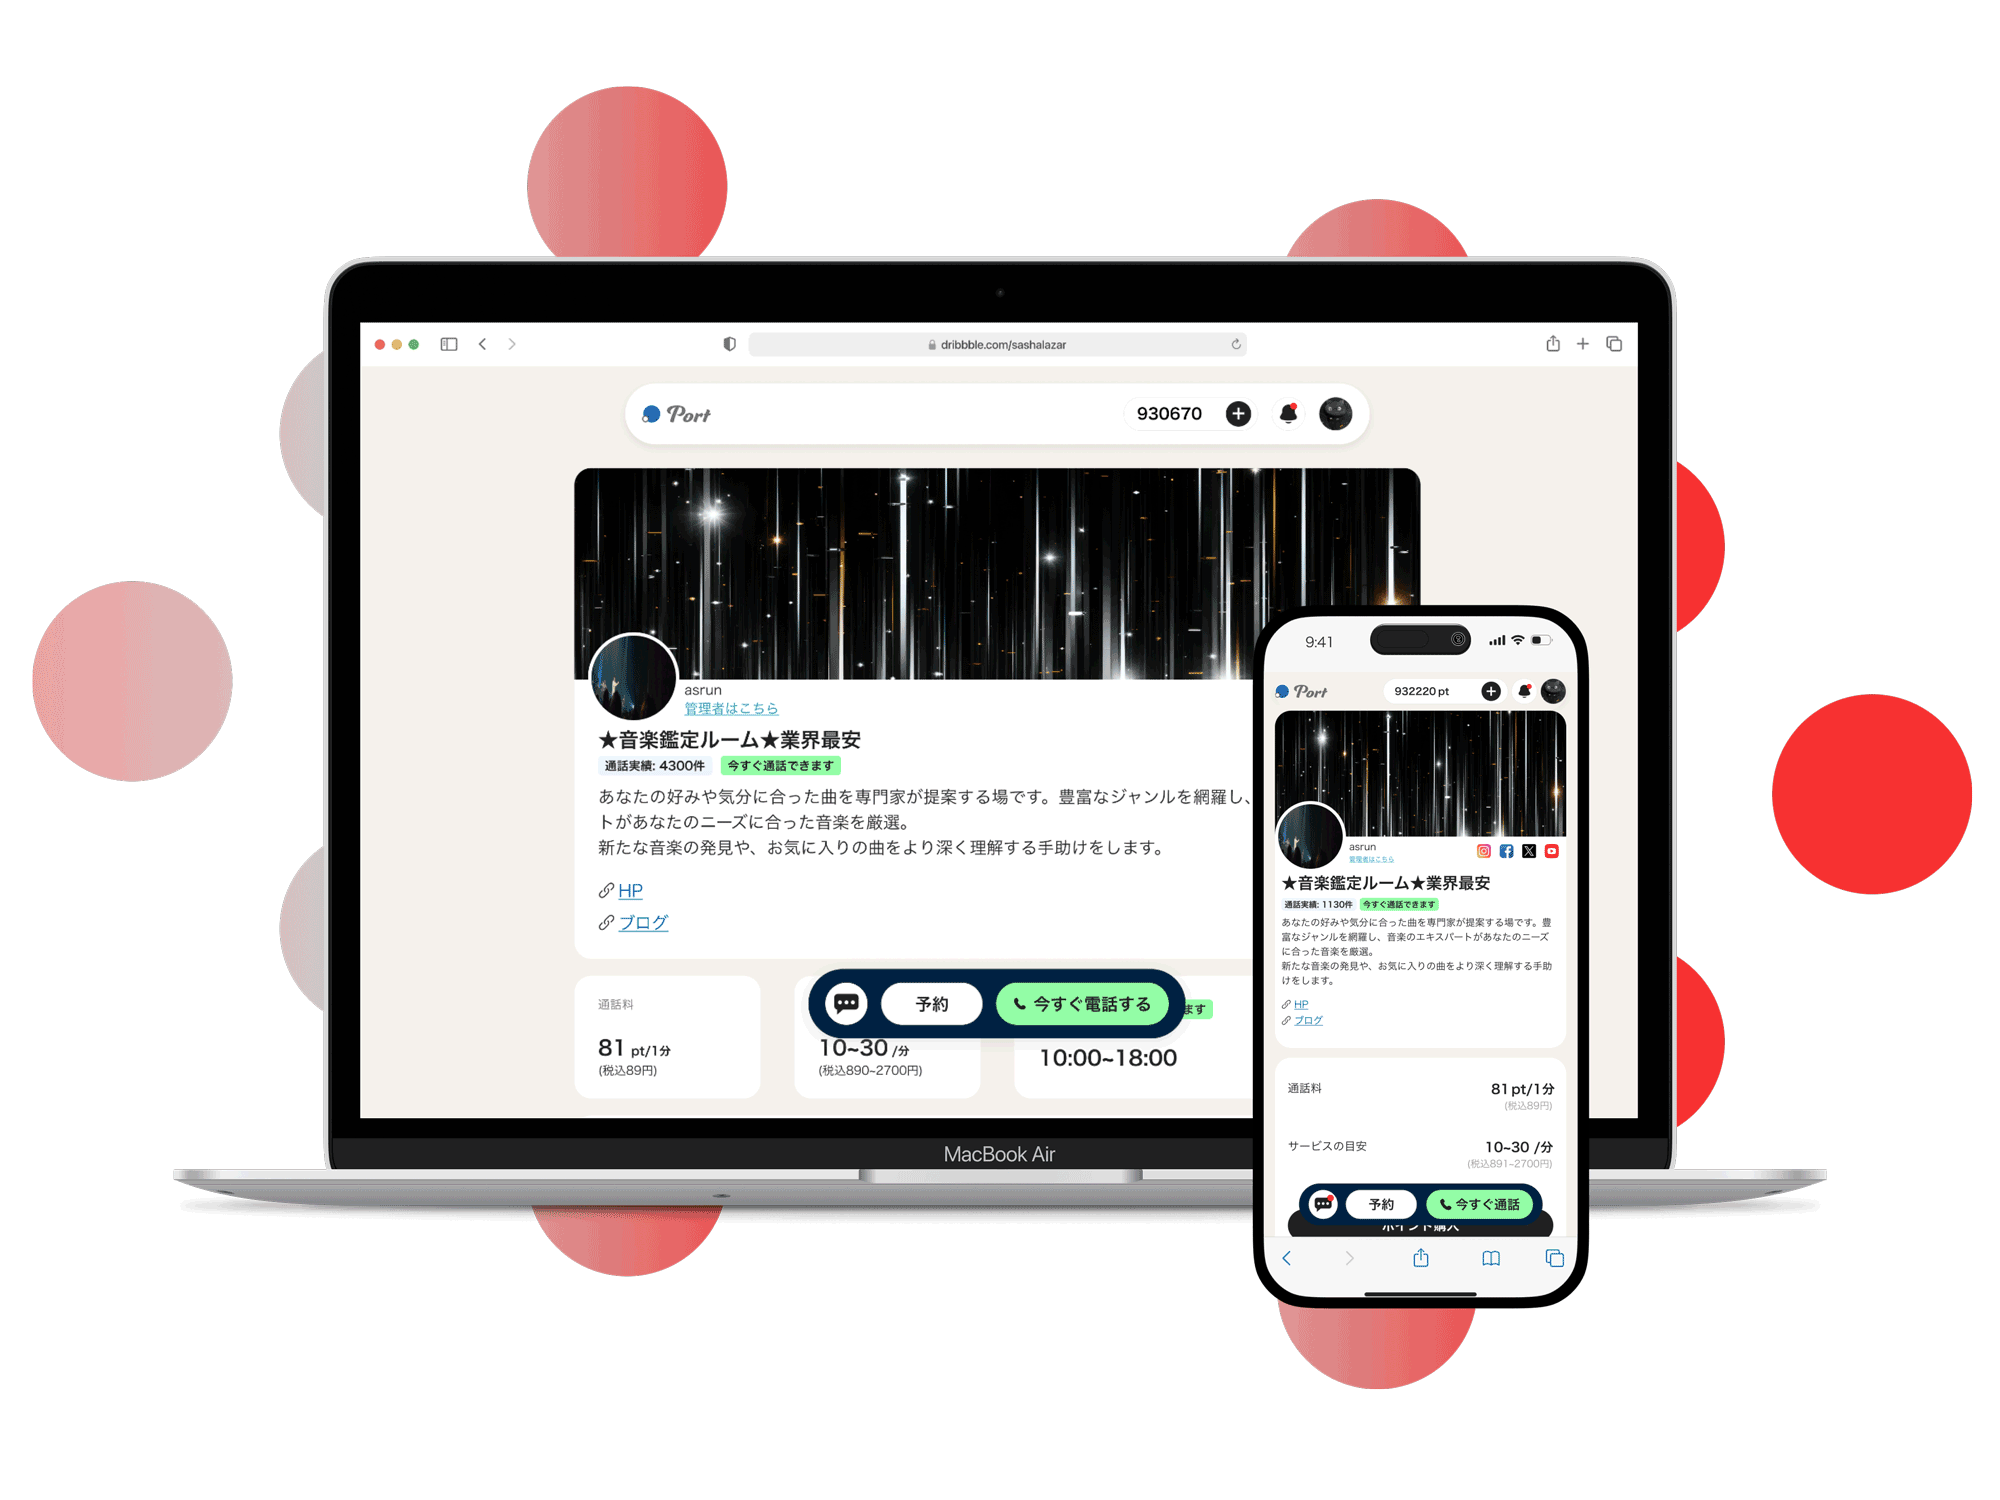 dribbble.com/sashalazar
Port
930670
asrun
管理者はこちら
★音楽鑑定ルーム★業界最安
通話実績: 4300件
今すぐ通話できます
あなたの好みや気分に合った曲を専門家が提案する場です。豊富なジャンルを網羅し、
トがあなたのニーズに合った音楽を厳選。
新たな音楽の発見や、お気に入りの曲をより深く理解する手助けをします。
HP
ブログ
予約
今すぐ電話する
ます
通話料
81 pt/1分
(税込89円)
10~30 /分
(税込890~2700円)
10:00~18:00
MacBook Air
9:41
Port
932220 pt
asrun
管理者はこちら
★音楽鑑定ルーム★業界最安
通話実績: 1130件
今すぐ通話できます
あなたの好みや気分に合った曲を専門家が提案する場です。豊
富なジャンルを網羅し、音楽のエキスパートがあなたのニーズ
に合った音楽を厳選。
新たな音楽の発見や、お気に入りの曲をより深く理解する手助
けをします。
HP
ブログ
通話料
81 pt/1分
(税込89円)
サービスの目安
10~30 /分
(税込891~2700円)
予約
今すぐ通話
ポイント購入